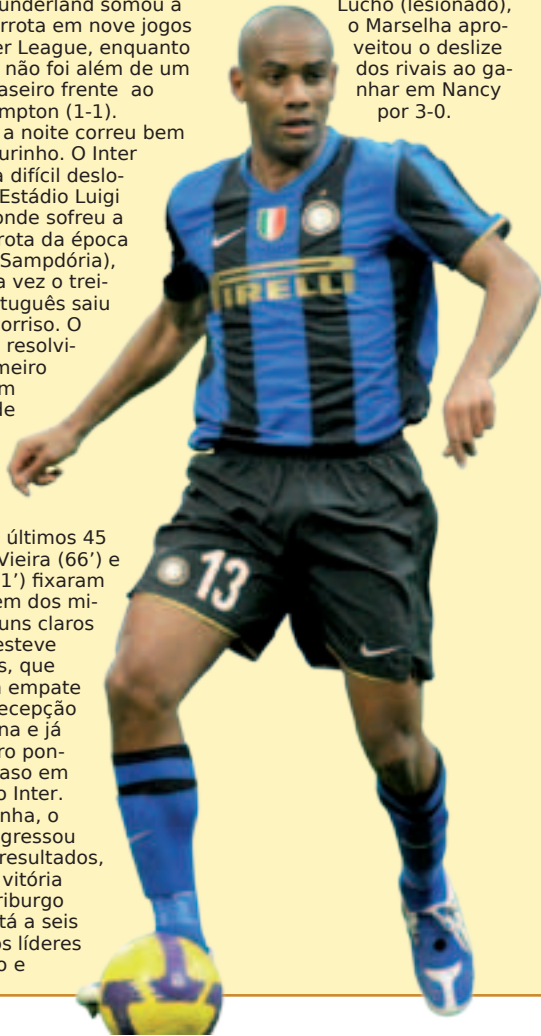 underland somou a
rrota em nove jogos
er League, enquanto
não foi além de um
aseiro frente ao
mpton (1-1).
a noite correu bem
urinho. O Inter
a difícil deslo-
Estádio Luigi
onde sofreu a
rota da época
Sampdória),
a vez o trei-
tuguês saiu
orriso. O
resolvi-
meiro
m
de
últimos 45
Vieira (66’) e
1’) fixaram
em dos mi-
uns claros
esteve
s, que
empate
ecepção
na e já
ro pon-
aso em
o Inter.
nha, o
gressou
resultados,
vitória
riburgo
tá a seis
os líderes
o e
Lucho (lesionado),
o Marselha apro-
veitou o deslize
dos rivais ao ga-
nhar em Nancy
por 3-0.
PIRELLI
13